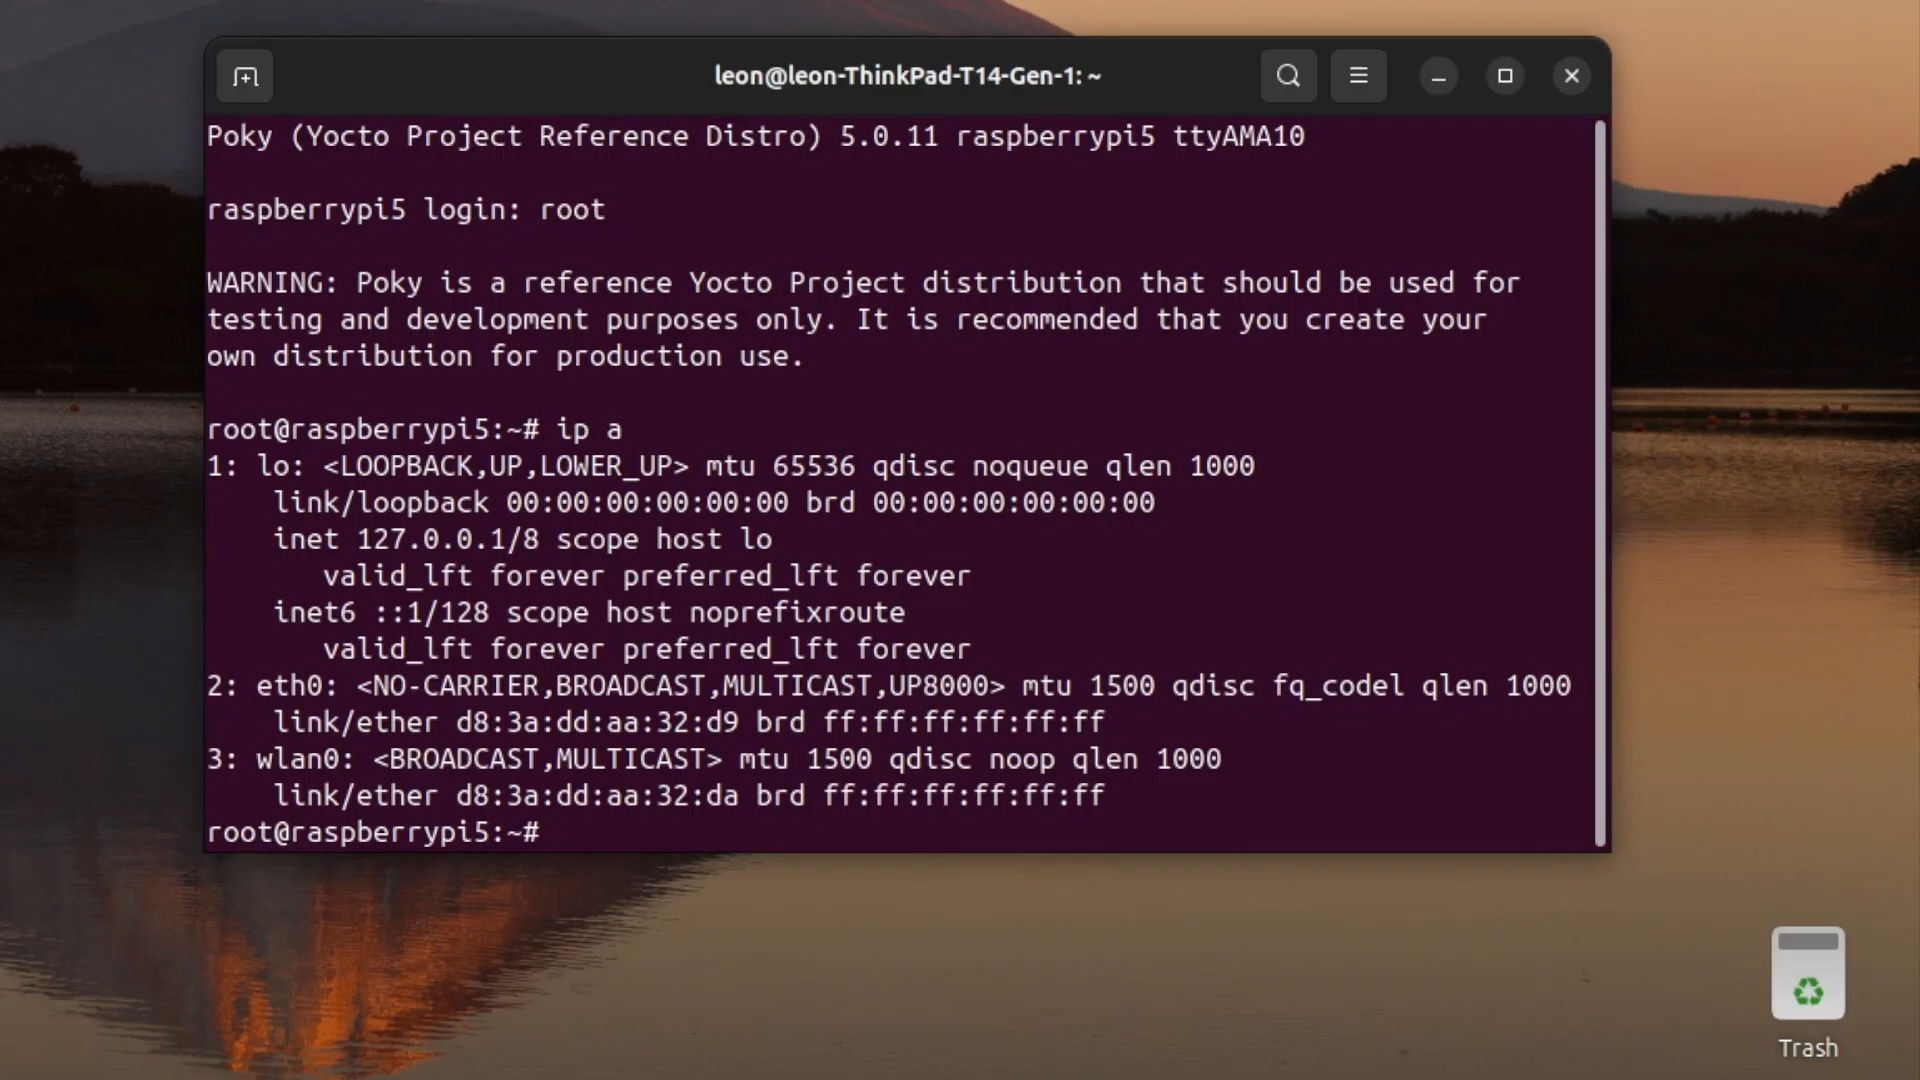 leon@leon-ThinkPad-T14-Gen-1: ~
Poky (Yocto Project Reference Distro) 5.0.11 raspberrypi5 ttyAMA10
raspberrypi5 login: root
WARNING: Poky is a reference Yocto Project distribution that should be used for
testing and development purposes only. It is recommended that you create your
own distribution for production use.
root@raspberrypi5:~# ip a
1: lo: <LOOPBACK,UP,LOWER_UP> mtu 65536 qdisc noqueue qlen 1000
    link/loopback 00:00:00:00:00:00 brd 00:00:00:00:00:00
    inet 127.0.0.1/8 scope host lo
       valid_lft forever preferred_lft forever
    inet6 ::1/128 scope host noprefixroute
       valid_lft forever preferred_lft forever
2: eth0: <NO-CARRIER,BROADCAST,MULTICAST,UP8000> mtu 1500 qdisc fq_codel qlen 1000
    link/ether d8:3a:dd:aa:32:d9 brd ff:ff:ff:ff:ff:ff
3: wlan0: <BROADCAST,MULTICAST> mtu 1500 qdisc noop qlen 1000
    link/ether d8:3a:dd:aa:32:da brd ff:ff:ff:ff:ff:ff
root@raspberrypi5:~#
Trash